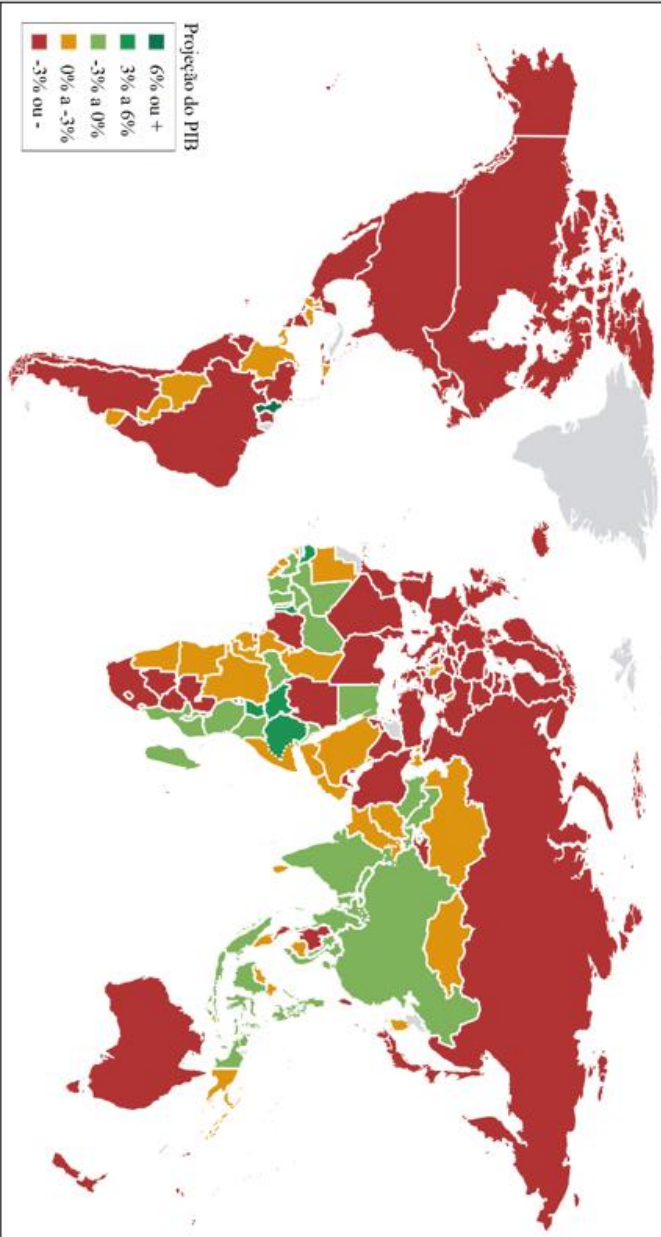 Projeção do PIB
6% ou +
3% a 6%
-3% a 0%
0% a -3%
-3% ou -